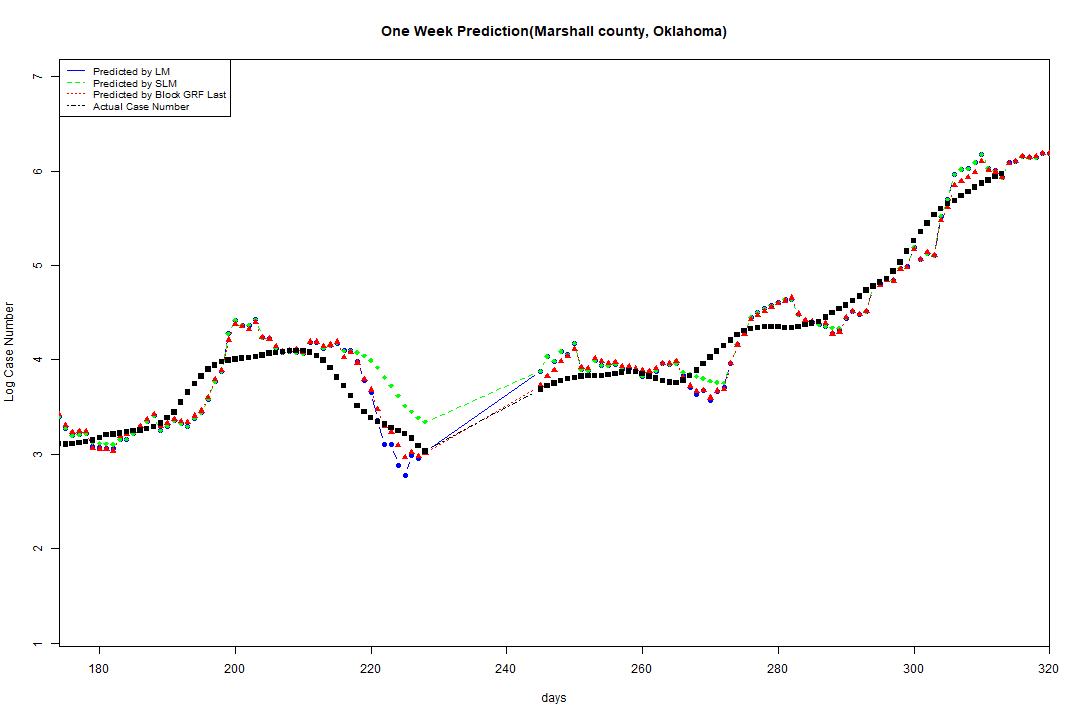 One Week Prediction(Marshall county, Oklahoma)
Predicted by LM
Predicted by SLM
Predicted by Block GRF Last
Actual Case Number
Log Case Number
7
6
5
4
3
2
1
180 200 220 240 260 280 300 320
days